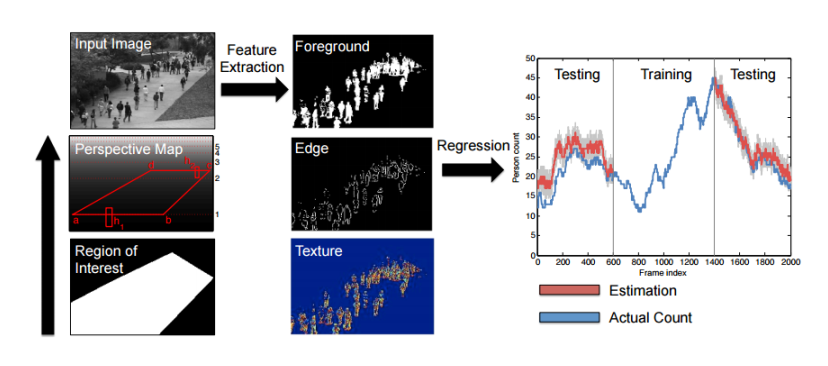 Input Image
Feature
Extraction
Foreground
Perspective Map
d
h2
c
a
h1
b
5
4
3
2
1
Edge
Regression
Region of
Interest
Texture
Testing
Training
Testing
Person count
50
45
40
35
30
25
20
15
10
5
0
0
200
400
600
800
1000
1200
1400
1600
1800
2000
Frame index
Estimation
Actual Count